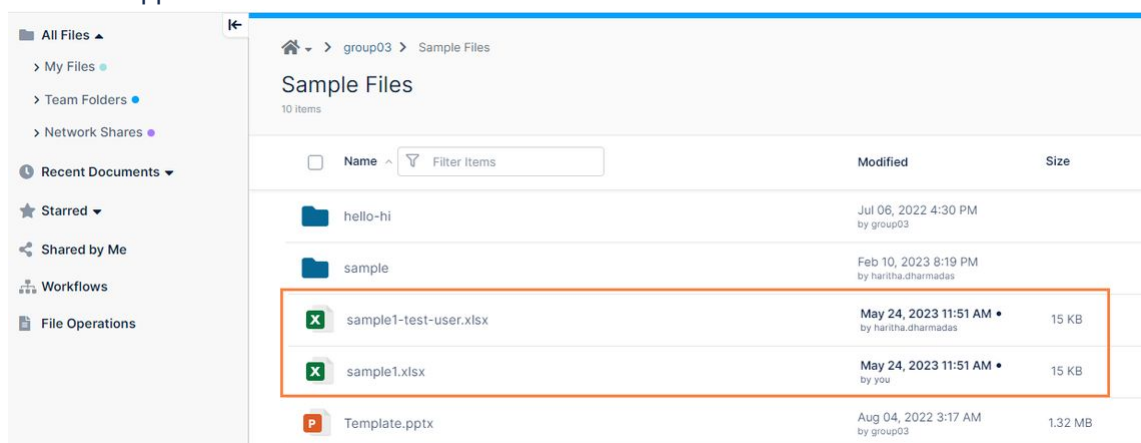 All Files
My Files
Team Folders
Network Shares
Recent Documents
Starred
Shared by Me
Workflows
File Operations
group03 > Sample Files
Sample Files
10 items
Name Filter Items Modified Size
hello-hi Jul 06, 2022 4:30 PM
by group03
sample Feb 10, 2023 8:19 PM
by haritha.dharmadas
X sample1-test-user.xlsx May 24, 2023 11:51 AM • 15 KB
by haritha.dharmadas
X sample1.xlsx May 24, 2023 11:51 AM • 15 KB
by you
P Template.pptx Aug 04, 2022 3:17 AM 1.32 MB
by group03